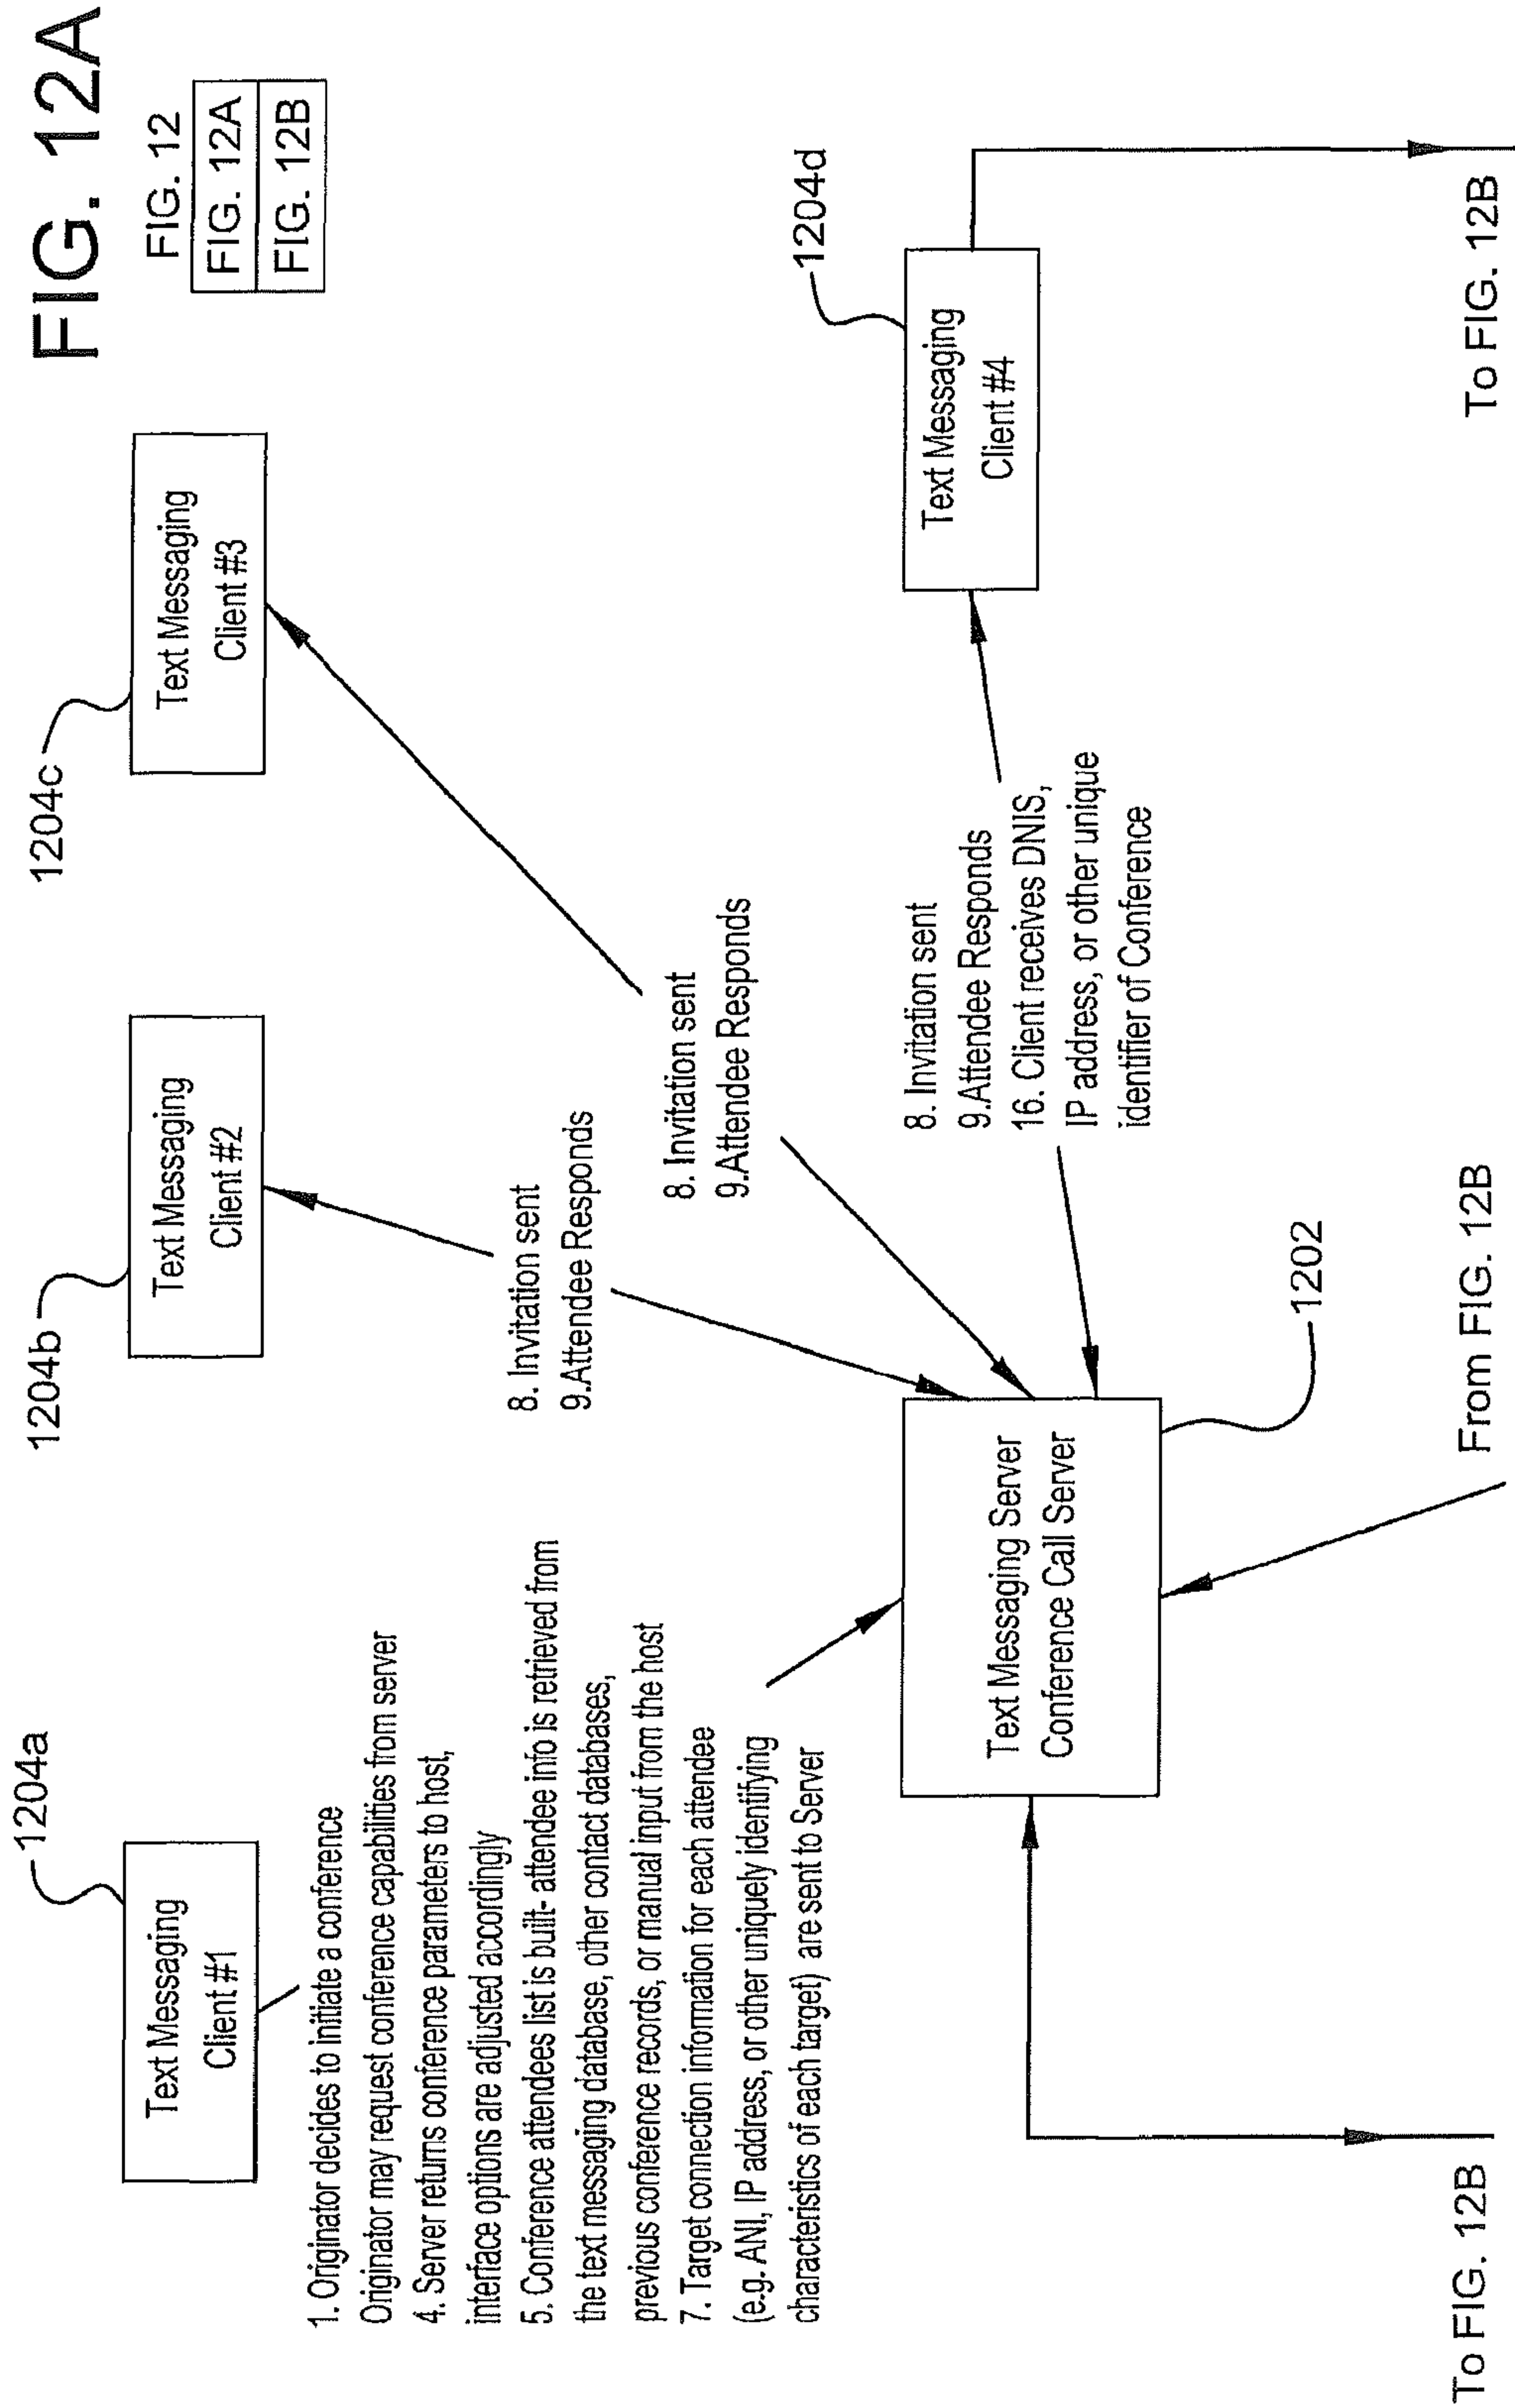 FIG. 12A
FIG. 12
FIG. 12A
FIG. 12B
1204a
Text Messaging
Client #1
1204b
Text Messaging
Client #2
1204c
Text Messaging
Client #3
1. Originator decides to initiate a conference
Originator may request conference capabilities from server
4. Server returns conference parameters to host,
interface options are adjusted accordingly
5. Conference attendees list is built- attendee info is retrieved from
the text messaging database, other contact databases,
previous conference records, or manual input from the host
7. Target connection information for each attendee
(e.g. ANI, IP address, or other uniquely identifying
characteristics of each target) are sent to Server
8. Invitation sent
9.Attendee Responds
8. Invitation sent
9.Attendee Responds
1204d
Text Messaging
Client #4
8. Invitation sent
9.Attendee Responds
16. Client receives DNIS,
IP address, or other unique
identifier of Conference
Text Messaging Server
Conference Call Server
1202
To FIG. 12B
From FIG. 12B
To FIG. 12B